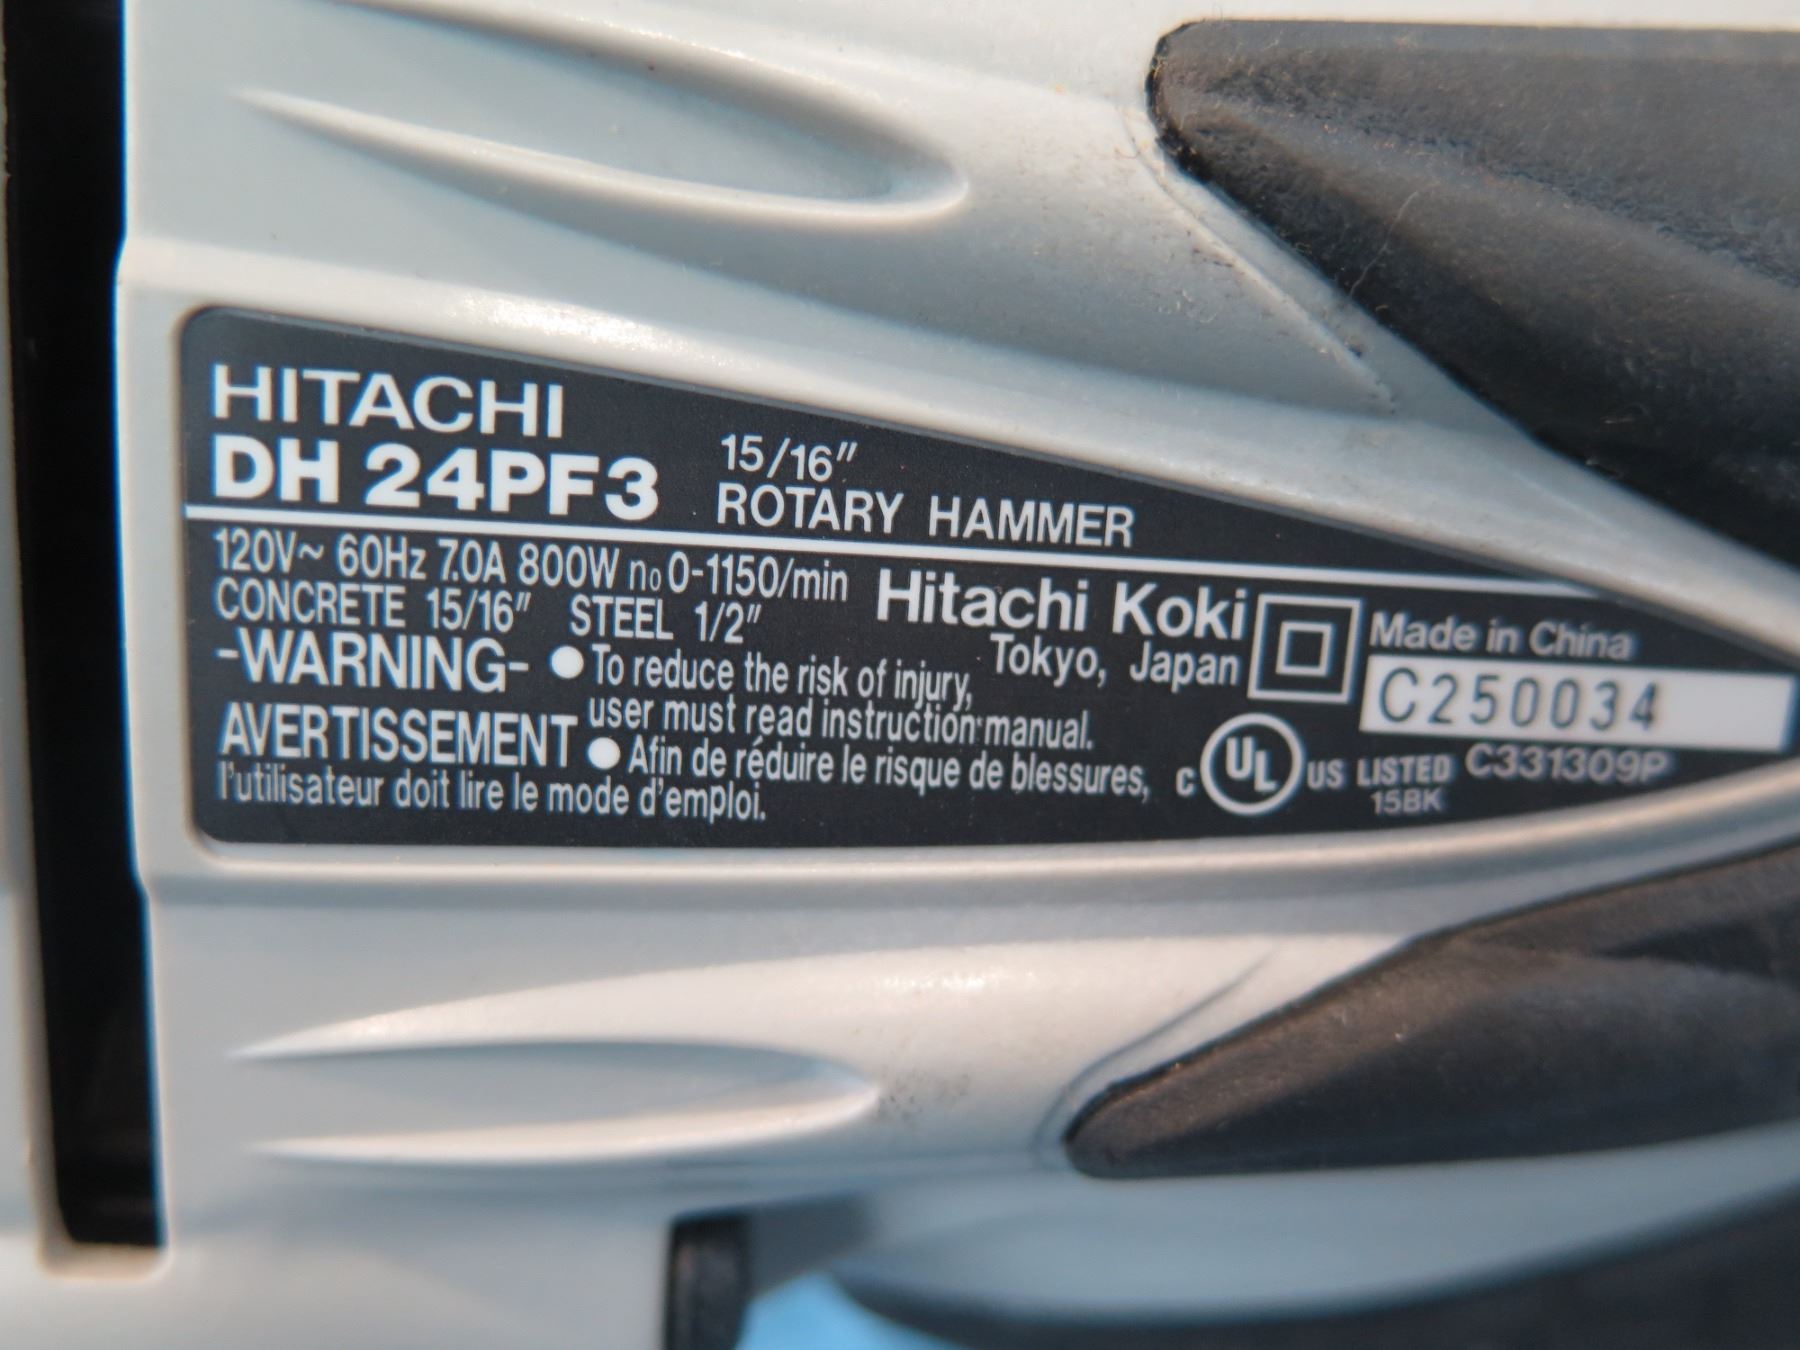 HITACHI
DH 24PF3
15/16″
ROTARY HAMMER
120V~ 60Hz 7.0A 800W no 0-1150/min
CONCRETE 15/16″ STEEL 1/2″
Hitachi Koki
Tokyo, Japan
Made in China
C250034
-WARNING- ●To reduce the risk of injury,
user must read instruction manual.
AVERTISSEMENT ●Afin de réduire le risque de blessures,
l'utilisateur doit lire le mode d'emploi.
C UL US LISTED C331309P
15BK